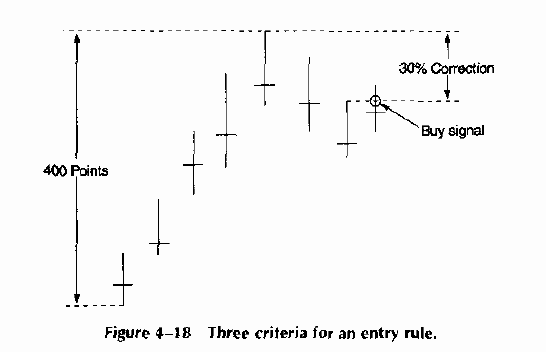 30% Correction
Buy signal
400 Points
Figure 4–18 Three criteria for an entry rule.